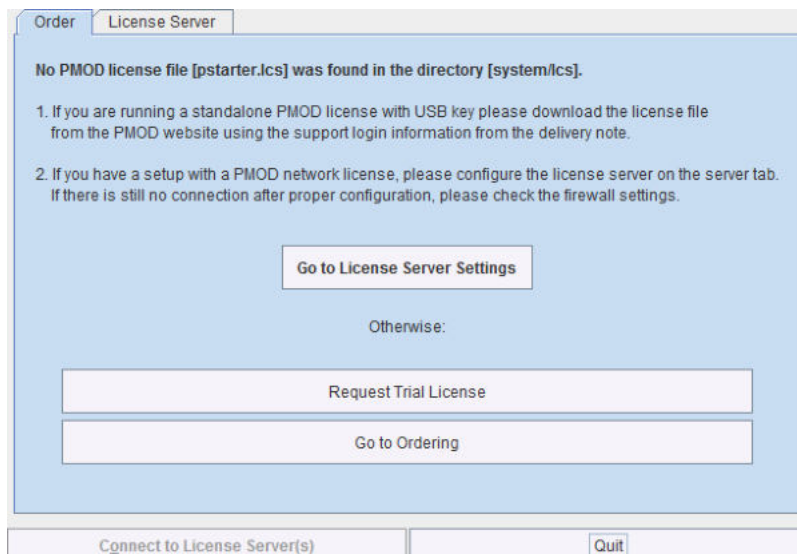 Order
License Server
No PMOD license file [pstarter.lcs] was found in the directory [system/lcs].
1. If you are running a standalone PMOD license with USB key please download the license file
from the PMOD website using the support login information from the delivery note.
2. If you have a setup with a PMOD network license, please configure the license server on the server tab.
If there is still no connection after proper configuration, please check the firewall settings.
Go to License Server Settings
Otherwise:
Request Trial License
Go to Ordering
Connect to License Server(s)
Quit